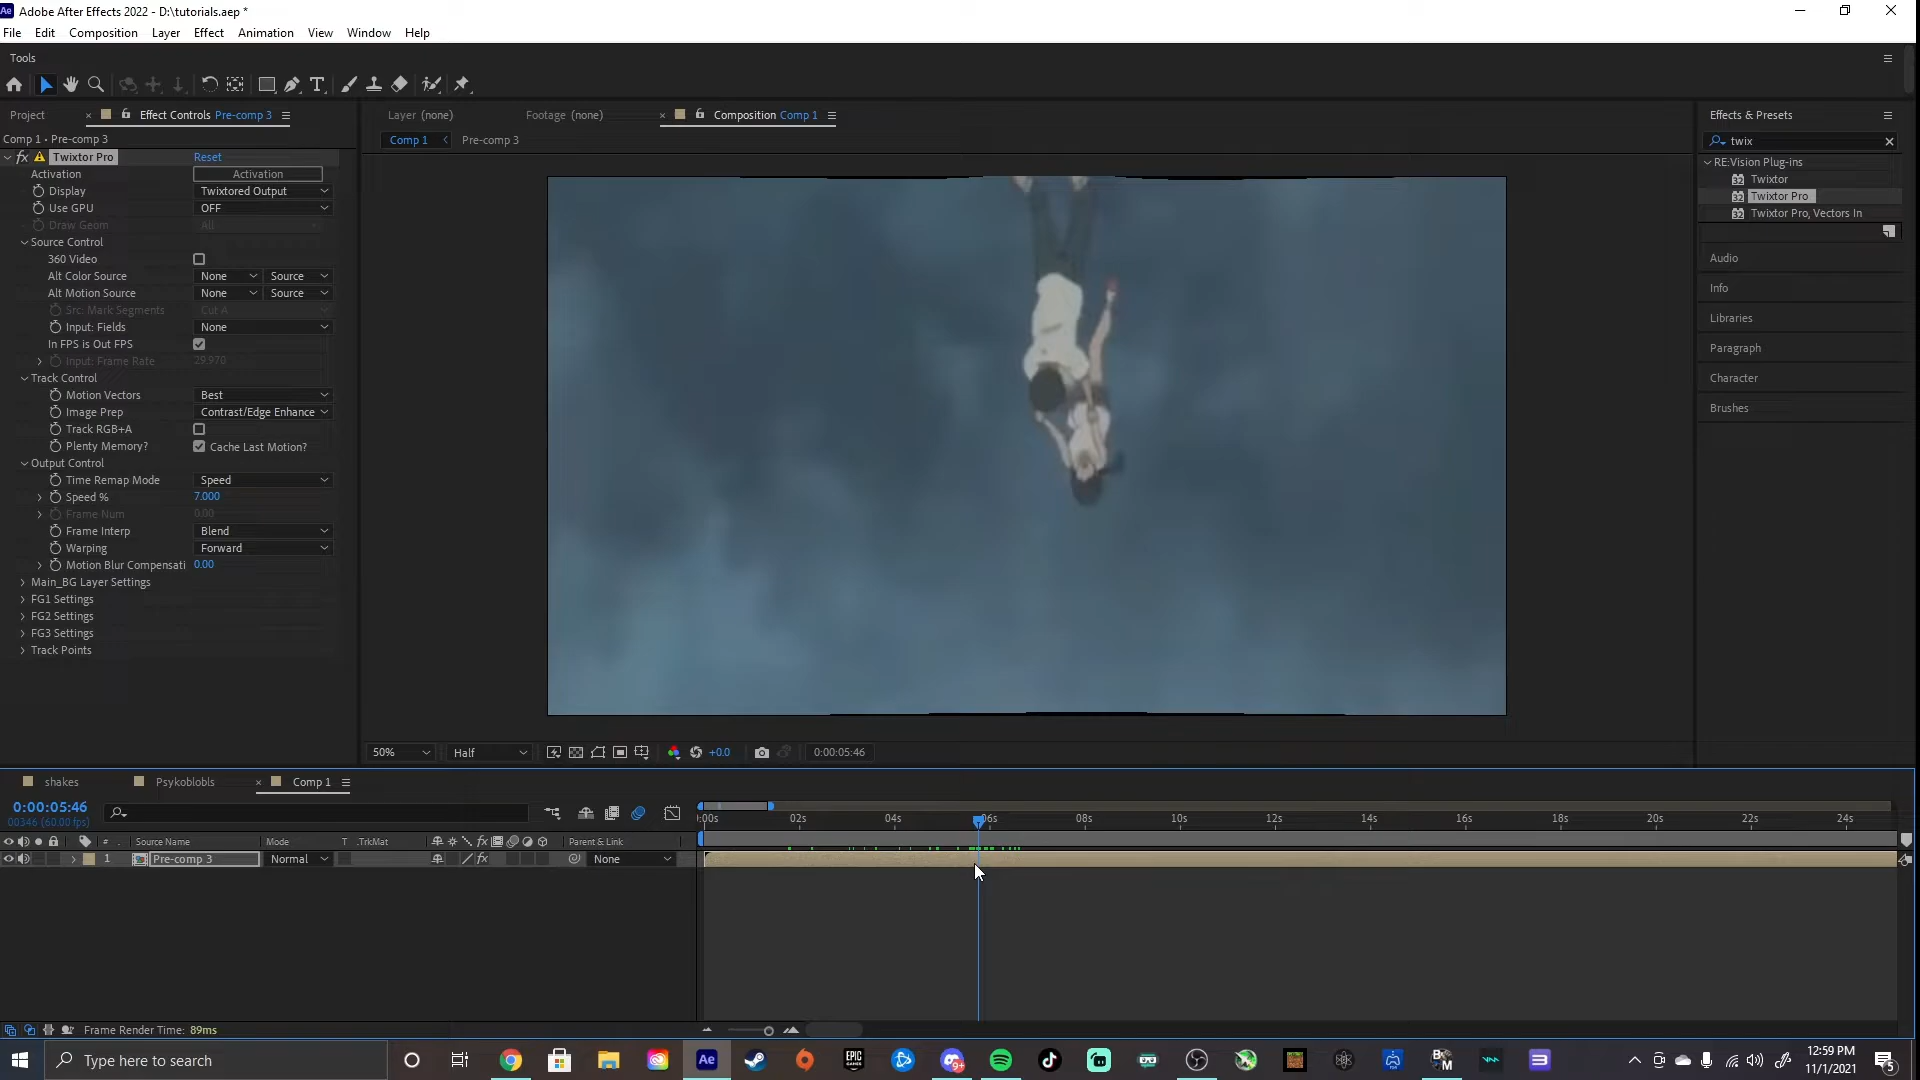 Adobe After Effects 2022 - D:\tutorials.aep *
File Edit Composition Layer Effect Animation View Window Help
Tools
Project
Effect Controls Pre-comp 3
Comp 1 • Pre-comp 3
fx Twixtor Pro Reset
Activation Activation
Display Twixtored Output
Use GPU OFF
Draw Geom All
Source Control
360 Video
Alt Color Source None Source
Alt Motion Source None Source
Src. Mark Segments Cut A
Input: Fields None
In FPS is Out FPS
Input: Frame Rate 29.970
Track Control
Motion Vectors Best
Image Prep Contrast/Edge Enhance
Track RGB+A
Plenty Memory? Cache Last Motion?
Output Control
Time Remap Mode Speed
Speed % 7.000
Frame Num 0.00
Frame Interp Blend
Warping Forward
Motion Blur Compensati 0.00
Main_BG Layer Settings
FG1 Settings
FG2 Settings
FG3 Settings
Track Points
Layer (none)
Footage (none)
Composition Comp 1
Comp 1 Pre-comp 3
50% Half +0.0 0:00:05:46
Effects & Presets
twix
RE:Vision Plug-ins
Twixtor
Twixtor Pro
Twixtor Pro, Vectors In
Audio
Info
Libraries
Paragraph
Character
Brushes
shakes Psykoblobls Comp 1
0:00:05:46
00346 (60.00 fps)
:00s 02s 04s 06s 08s 10s 12s 14s 16s 18s 20s 22s 24s
# Source Name Mode T .TrkMat Parent & Link
1 Pre-comp 3 Normal None
Frame Render Time: 89ms
Type here to search
Ae
EPIC GAMES
9+
12:59 PM
11/1/2021
5